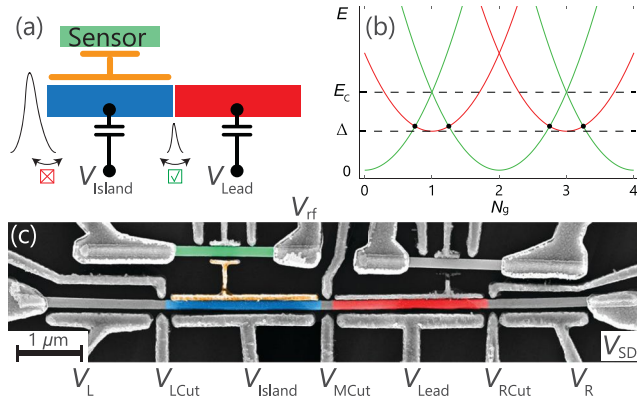 (a)
Sensor
V_Island
V_Lead
(b)
E
E_c
Δ
0
0 1 2 3 4
N_g
V_rf
(c)
1 μm
V_SD
V_L V_LCut V_Island V_MCut V_Lead V_RCut V_R